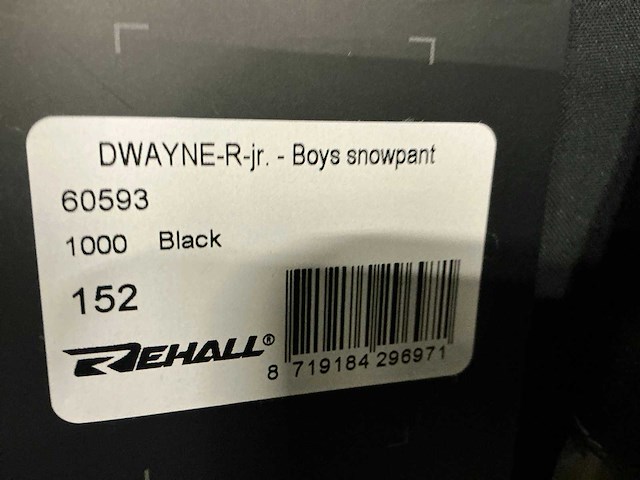 DWAYNE-R-jr. - Boys snowpant
60593
1000 Black
152
REHALL®
8 719184 296971